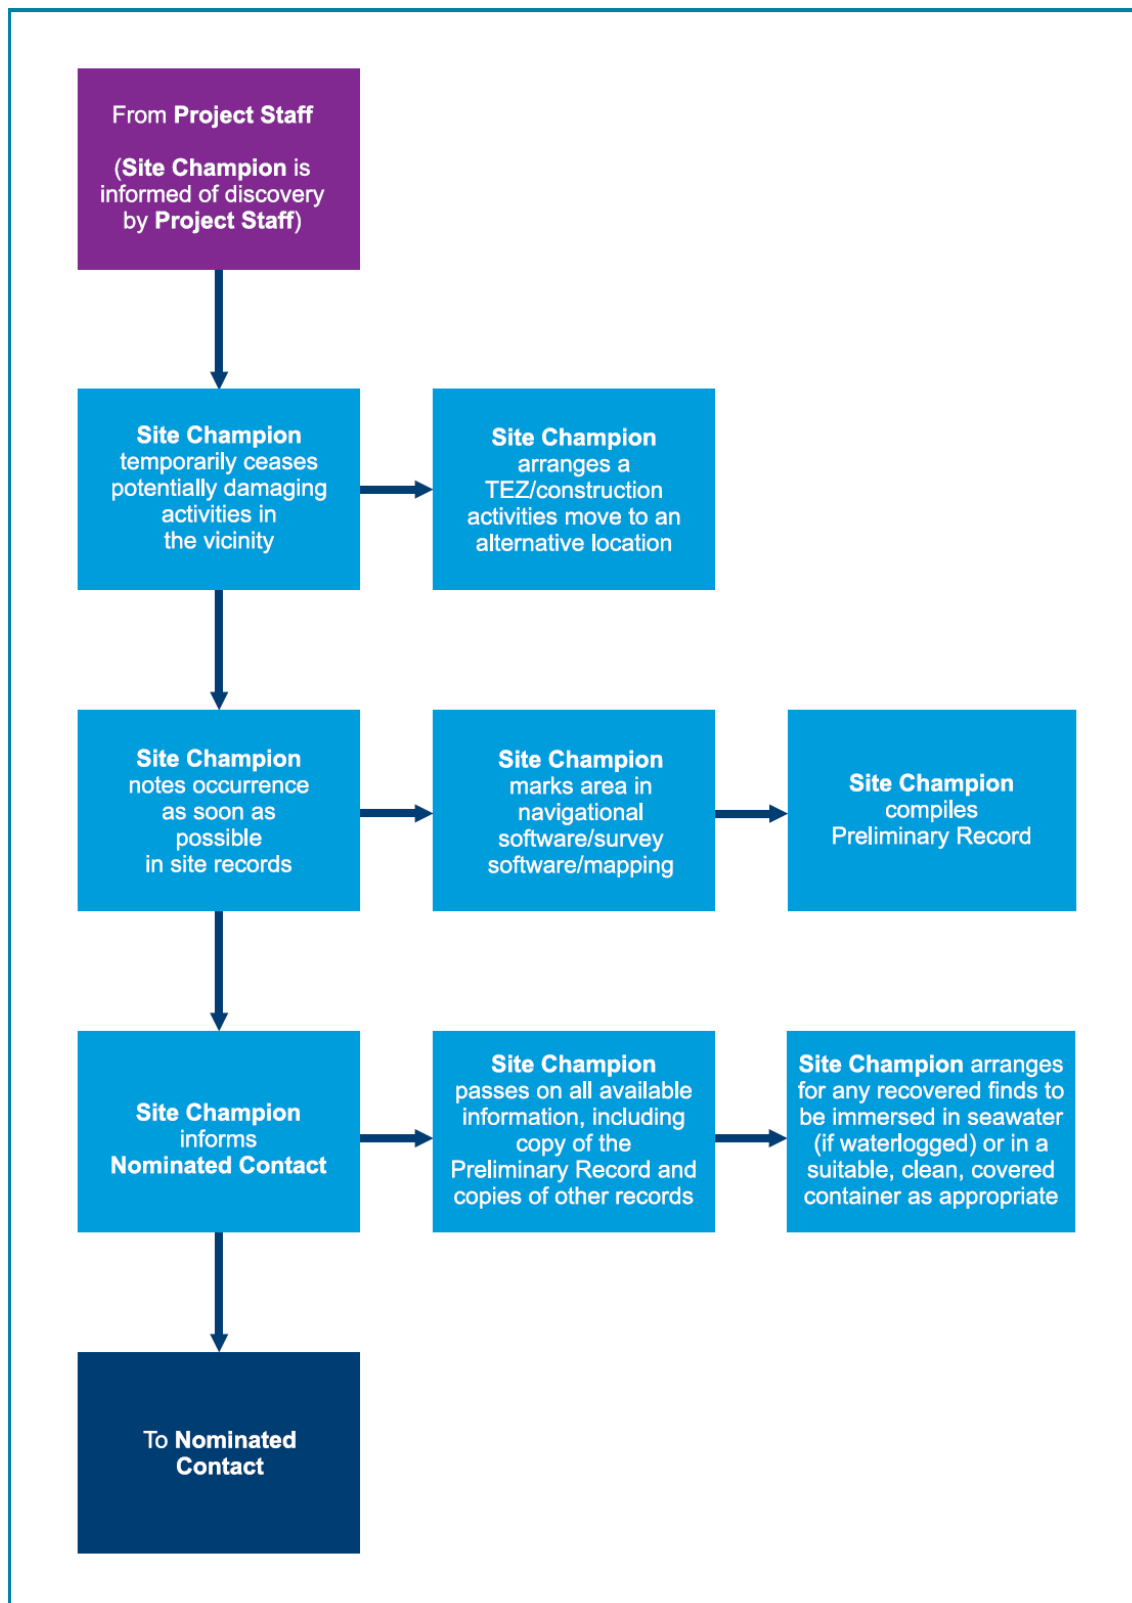 From Project Staff
(Site Champion is
informed of discovery
by Project Staff)
Site Champion
temporarily ceases
potentially damaging
activities in
the vicinity
Site Champion
arranges a
TEZ/construction
activities move to an
alternative location
Site Champion
notes occurrence
as soon as
possible
in site records
Site Champion
marks area in
navigational
software/survey
software/mapping
Site Champion
compiles
Preliminary Record
Site Champion
informs
Nominated Contact
Site Champion
passes on all available
information, including
copy of the
Preliminary Record and
copies of other records
Site Champion arranges
for any recovered finds to
be immersed in seawater
(if waterlogged) or in a
suitable, clean, covered
container as appropriate
To Nominated
Contact